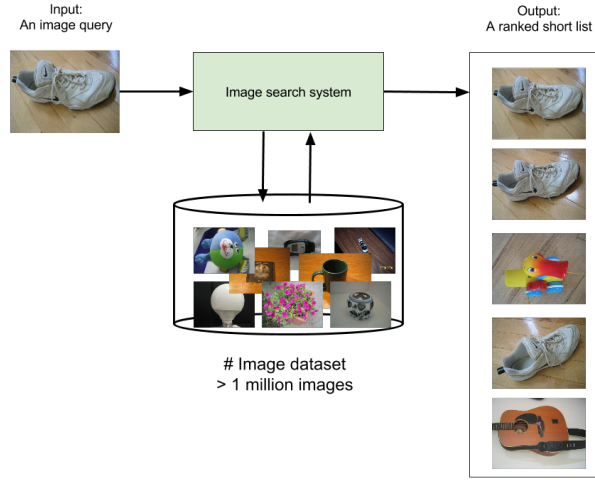 Input:
An image query
Output:
A ranked short list
Image search system
# Image dataset
> 1 million images